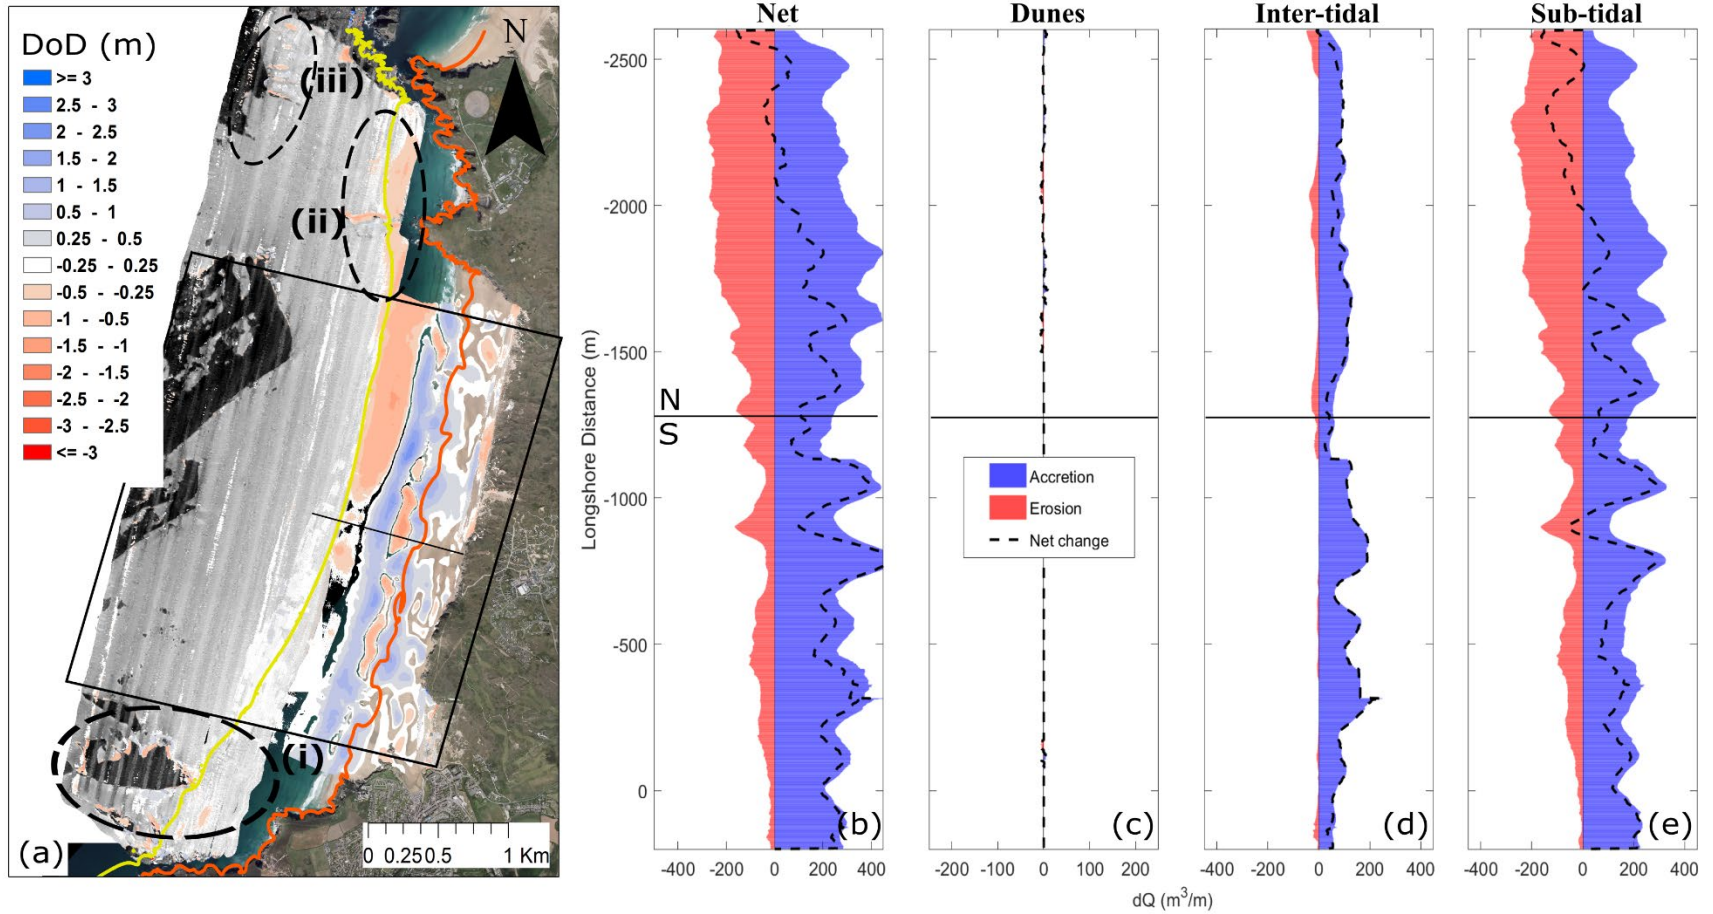 DoD (m)
>= 3
2.5 - 3
2 - 2.5
1.5 - 2
1 - 1.5
0.5 - 1
0.25 - 0.5
-0.25 - 0.25
-0.5 - -0.25
-1 - -0.5
-1.5 - -1
-2 - -1.5
-2.5 - -2
-3 - -2.5
<= -3
N
(iii)
(ii)
(i)
(a)
0 0.25 0.5 1 Km
Net
Dunes
Inter-tidal
Sub-tidal
Longshore Distance (m)
-2500
-2000
-1500
-1000
-500
0
N
S
Accretion
Erosion
Net change
(b)
(c)
(d)
(e)
-400 -200 0 200 400
-200 -100 0 100 200
-400 -200 0 200 400
-400 -200 0 200 400
dQ (m³/m)